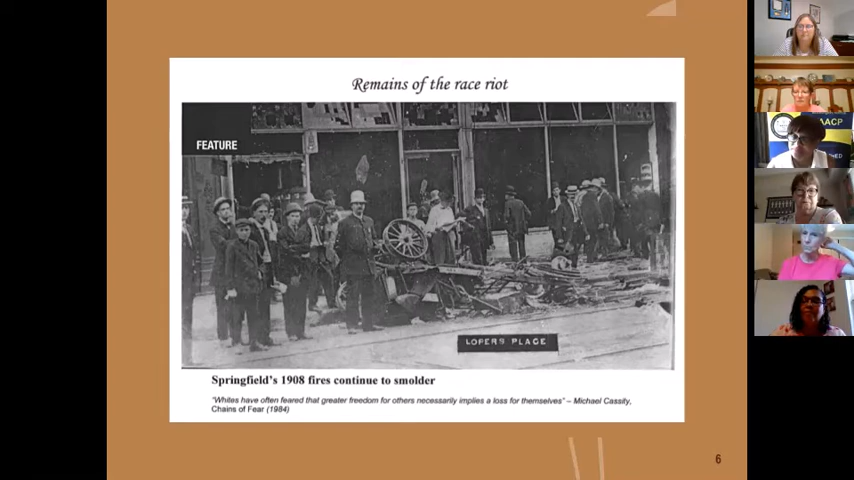 Remains of the race riot
FEATURE
LOPERS PLACE
Springfield's 1908 fires continue to smolder
"Whites have often feared that greater freedom for others necessarily implies a loss for themselves" – Michael Cassity,
Chains of Fear (1984)
6